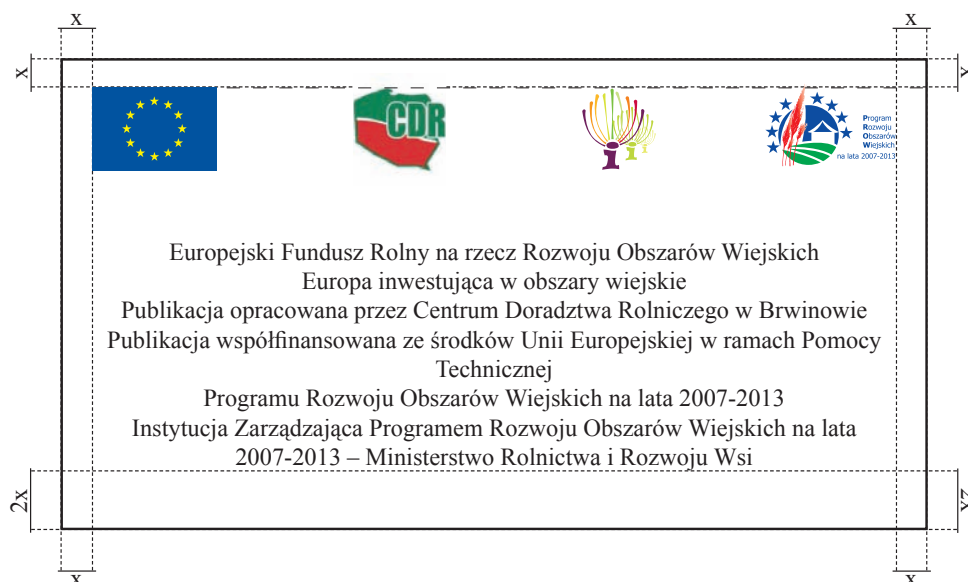 x x
x x
CDR
i i
Program
Rozwoju
Obszarów
Wiejskich
na lata 2007-2013
Europejski Fundusz Rolny na rzecz Rozwoju Obszarów Wiejskich
Europa inwestująca w obszary wiejskie
Publikacja opracowana przez Centrum Doradztwa Rolniczego w Brwinowie
Publikacja współfinansowana ze środków Unii Europejskiej w ramach Pomocy
Technicznej
Programu Rozwoju Obszarów Wiejskich na lata 2007-2013
Instytucja Zarządzająca Programem Rozwoju Obszarów Wiejskich na lata
2007-2013 – Ministerstwo Rolnictwa i Rozwoju Wsi
2x 2x
x x